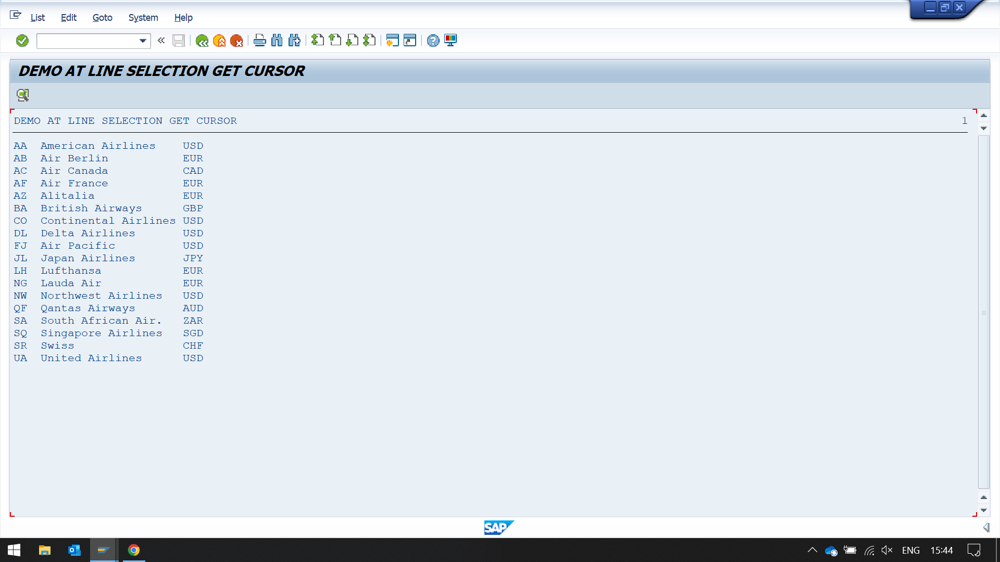 List Edit Goto System Help
DEMO AT LINE SELECTION GET CURSOR
DEMO AT LINE SELECTION GET CURSOR 1
AA American Airlines USD
AB Air Berlin EUR
AC Air Canada CAD
AF Air France EUR
AZ Alitalia EUR
BA British Airways GBP
CO Continental Airlines USD
DL Delta Airlines USD
FJ Air Pacific USD
JL Japan Airlines JPY
LH Lufthansa EUR
NG Lauda Air EUR
NW Northwest Airlines USD
QF Qantas Airways AUD
SA South African Air. ZAR
SQ Singapore Airlines SGD
SR Swiss CHF
UA United Airlines USD
SAP
ENG 15:44